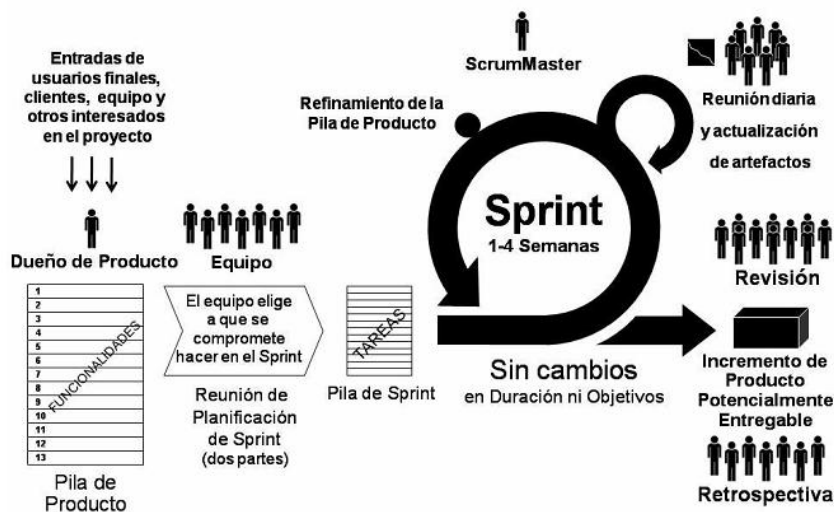 Entradas de
usuarios finales,
clientes, equipo y
otros interesados
en el proyecto
Dueño de Producto
1
2
3
4
5
6
7
8
9
10
11
12
13
FUNCIONALIDADES
Pila de
Producto
Equipo
El equipo elige
a que se
compromete
hacer en el Sprint
Reunión de
Planificación
de Sprint
(dos partes)
TAREAS
Pila de Sprint
ScrumMaster
Refinamiento de la
Pila de Producto
Sprint
1-4 Semanas
Sin cambios
en Duración ni Objetivos
Reunión diaria
y actualización
de artefactos
Revisión
Incremento de
Producto
Potencialmente
Entregable
Retrospectiva